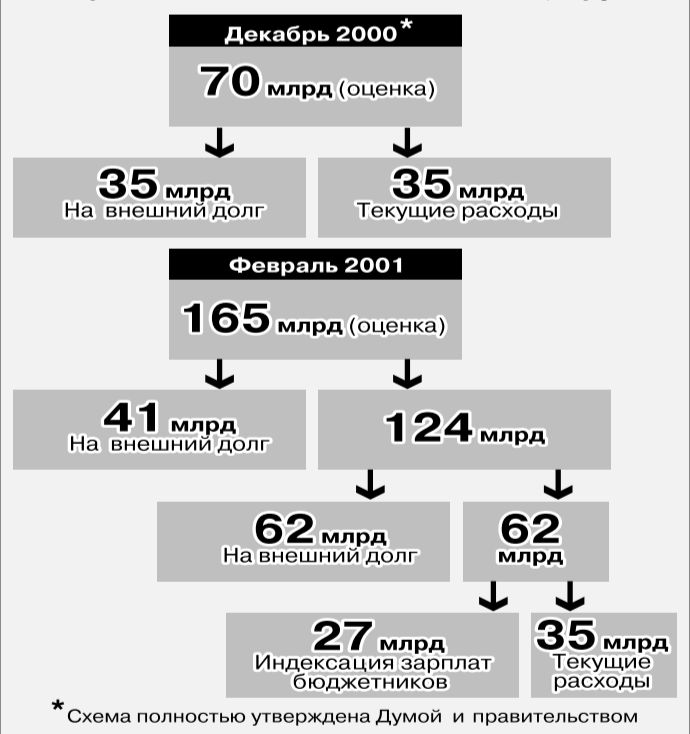 Декабрь 2000*
70 млрд (оценка)
35 млрд
На внешний долг
35 млрд
Текущие расходы
Февраль 2001
165 млрд (оценка)
41 млрд
На внешний долг
124 млрд
62 млрд
На внешний долг
62
млрд
27 млрд
Индексация зарплат
бюджетников
35 млрд
Текущие
расходы
*Схема полностью утверждена Думой и правительством